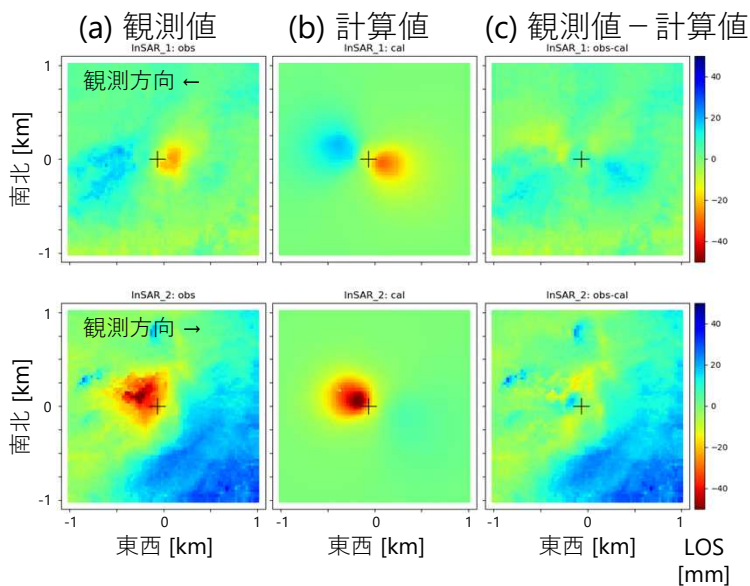 (a) 観測値
(b) 計算値
(c) 観測値－計算値
InSAR_1: obs
InSAR_1: cal
InSAR_1: obs-cal
観測方向 ←
南北 [km]
1
0
-1
40
20
0
−20
−40
InSAR_2: obs
InSAR_2: cal
InSAR_2: obs-cal
観測方向 →
南北 [km]
1
0
-1
40
20
0
−20
−40
-1
0
1
-1
0
1
-1
0
1
東西 [km]
東西 [km]
東西 [km]
LOS
[mm]